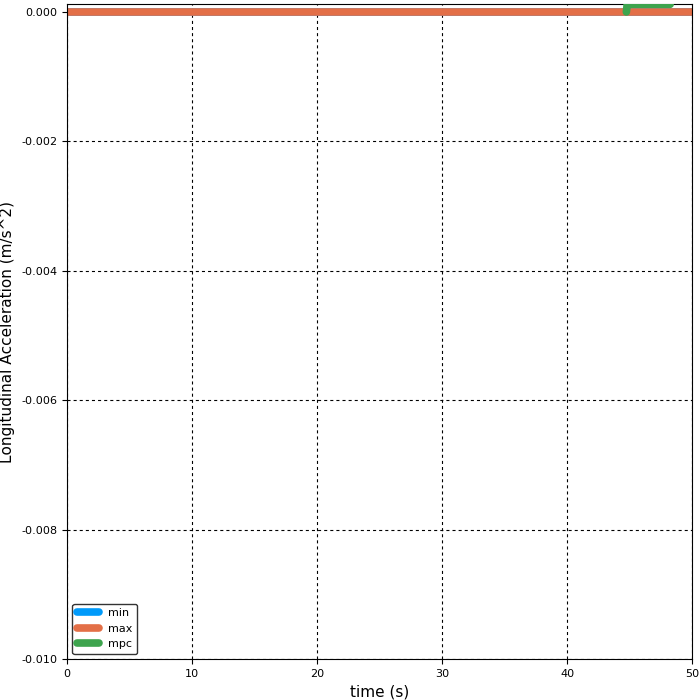 0.000
-0.002
-0.004
-0.006
-0.008
-0.010
Longitudinal Acceleration (m/s^2)
min
max
mpc
0 10 20 30 40 50
time (s)